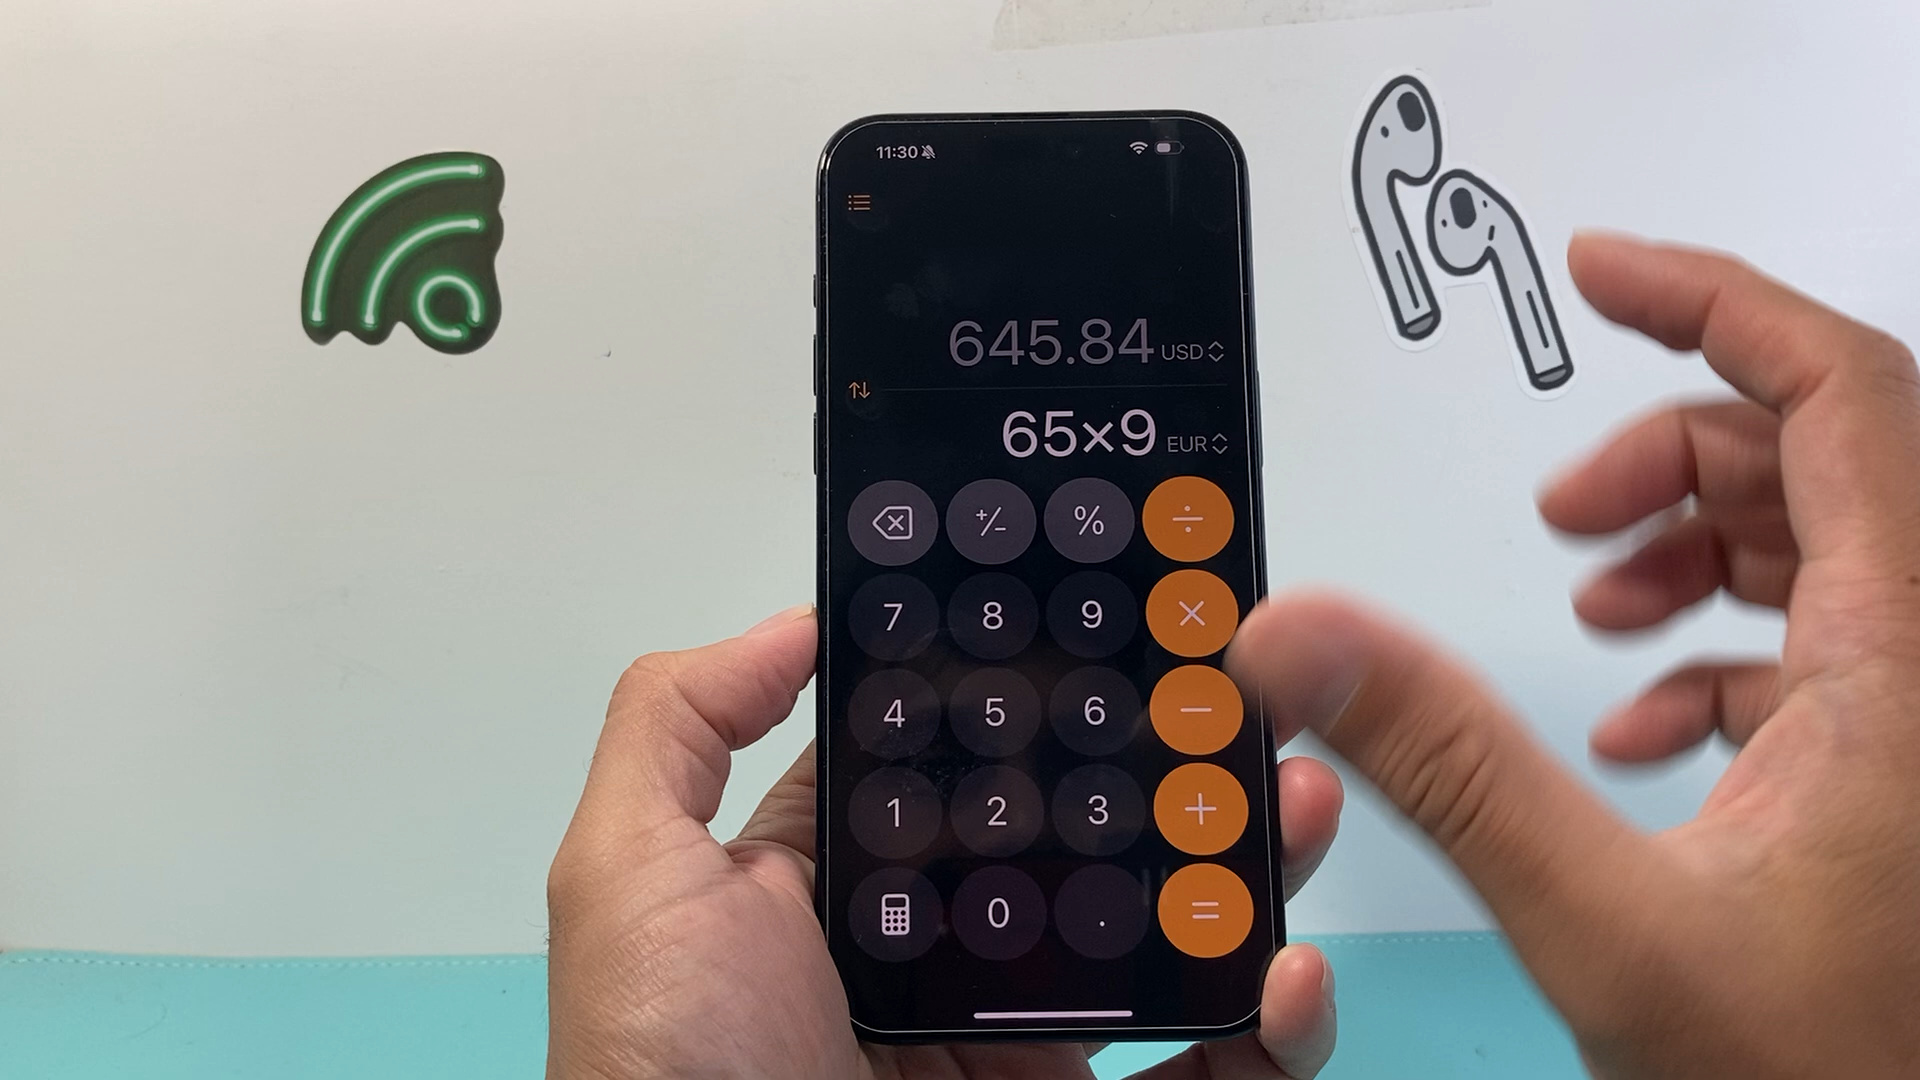 11:30
645.84 USD
65×9 EUR
+/- % ÷
7 8 9 ×
4 5 6 −
1 2 3 +
0 . =